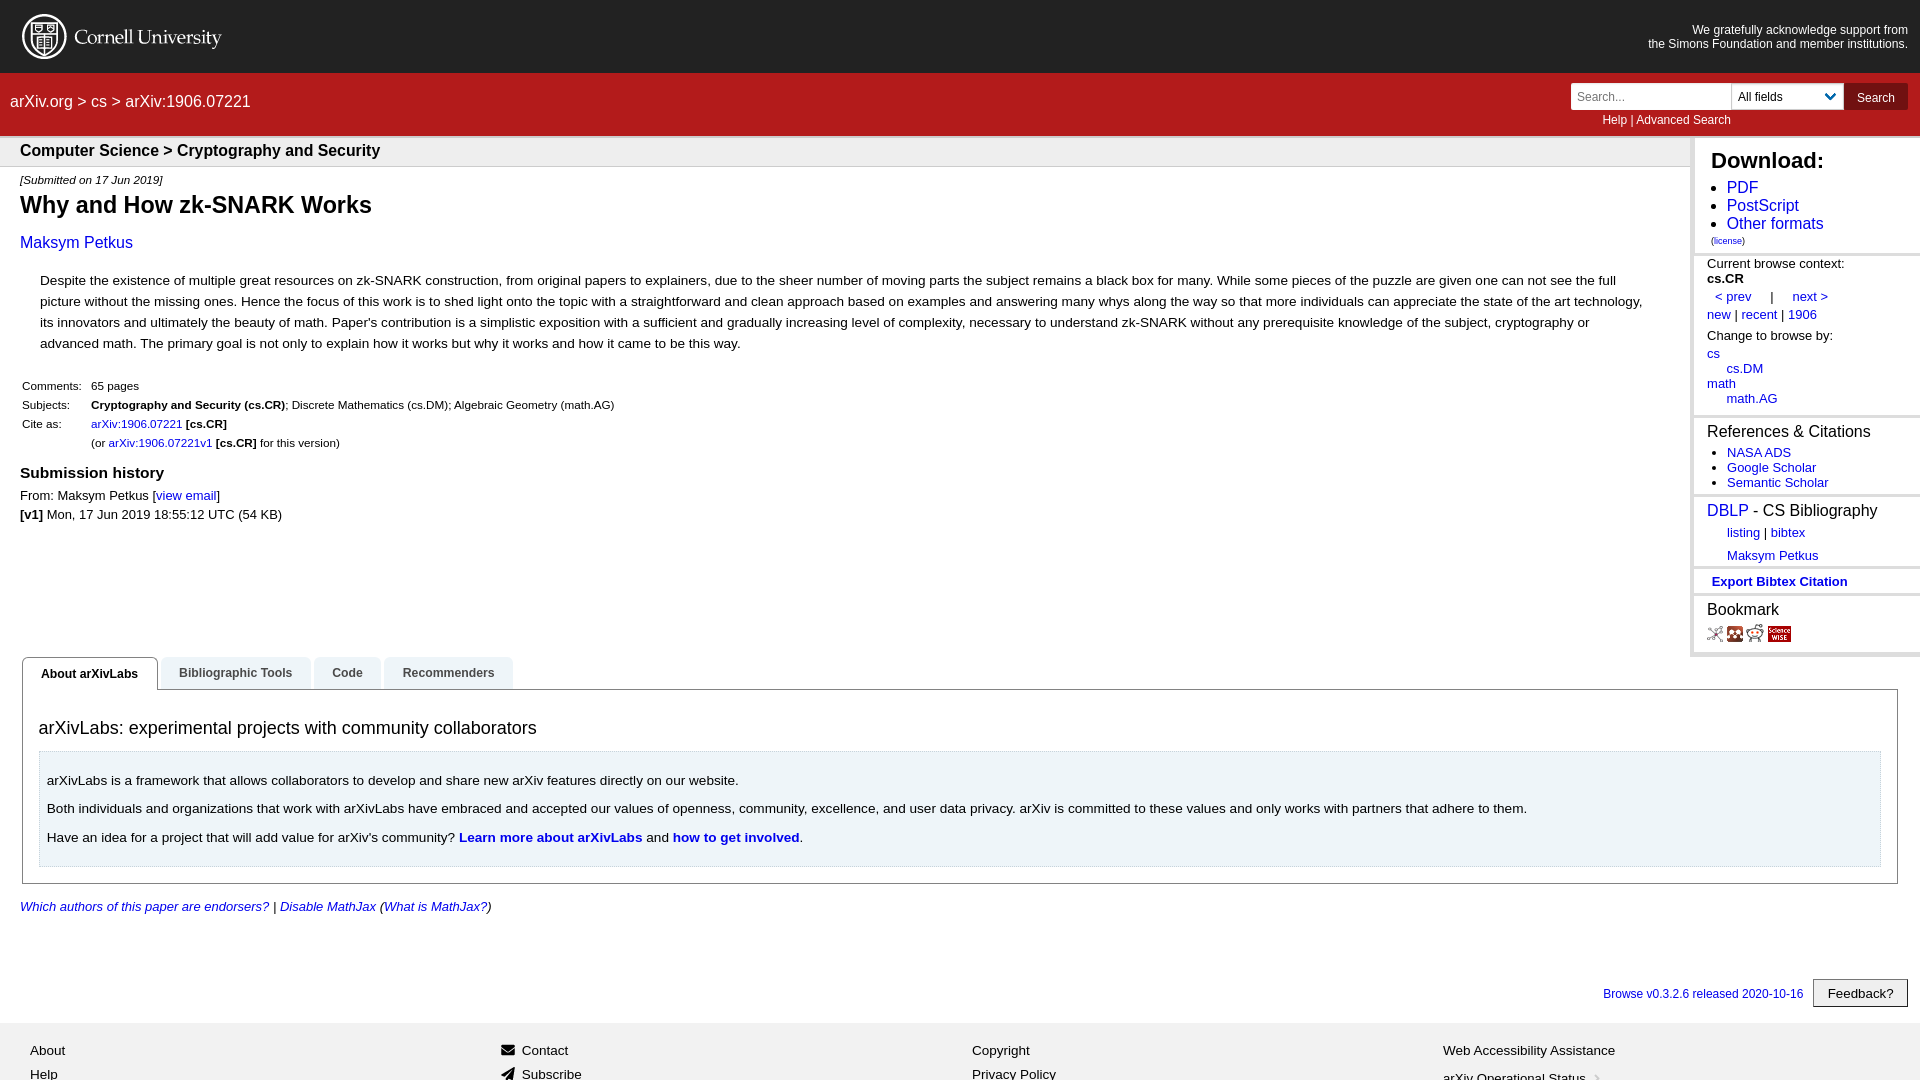 Cornell University
We gratefully acknowledge support from
the Simons Foundation and member institutions.
arXiv.org > cs > arXiv:1906.07221
Search...
All fields
Search
Help | Advanced Search
Computer Science > Cryptography and Security
[Submitted on 17 Jun 2019]
Why and How zk-SNARK Works
Maksym Petkus
Despite the existence of multiple great resources on zk-SNARK construction, from original papers to explainers, due to the sheer number of moving parts the subject remains a black box for many. While some pieces of the puzzle are given one can not see the full
picture without the missing ones. Hence the focus of this work is to shed light onto the topic with a straightforward and clean approach based on examples and answering many whys along the way so that more individuals can appreciate the state of the art technology,
its innovators and ultimately the beauty of math. Paper's contribution is a simplistic exposition with a sufficient and gradually increasing level of complexity, necessary to understand zk-SNARK without any prerequisite knowledge of the subject, cryptography or
advanced math. The primary goal is not only to explain how it works but why it works and how it came to be this way.
Comments: 65 pages
Subjects: Cryptography and Security (cs.CR); Discrete Mathematics (cs.DM); Algebraic Geometry (math.AG)
Cite as: arXiv:1906.07221 [cs.CR]
(or arXiv:1906.07221v1 [cs.CR] for this version)
Submission history
From: Maksym Petkus [view email]
[v1] Mon, 17 Jun 2019 18:55:12 UTC (54 KB)
Download:
PDF
PostScript
Other formats
(license)
Current browse context:
cs.CR
< prev | next >
new | recent | 1906
Change to browse by:
cs
cs.DM
math
math.AG
References & Citations
NASA ADS
Google Scholar
Semantic Scholar
DBLP - CS Bibliography
listing | bibtex
Maksym Petkus
Export Bibtex Citation
Bookmark
Science
WISE
About arXivLabs
Bibliographic Tools
Code
Recommenders
arXivLabs: experimental projects with community collaborators
arXivLabs is a framework that allows collaborators to develop and share new arXiv features directly on our website.
Both individuals and organizations that work with arXivLabs have embraced and accepted our values of openness, community, excellence, and user data privacy. arXiv is committed to these values and only works with partners that adhere to them.
Have an idea for a project that will add value for arXiv's community? Learn more about arXivLabs and how to get involved.
Which authors of this paper are endorsers? | Disable MathJax (What is MathJax?)
Browse v0.3.2.6 released 2020-10-16
Feedback?
About
Help
Contact
Subscribe
Copyright
Privacy Policy
Web Accessibility Assistance
arXiv Operational Status